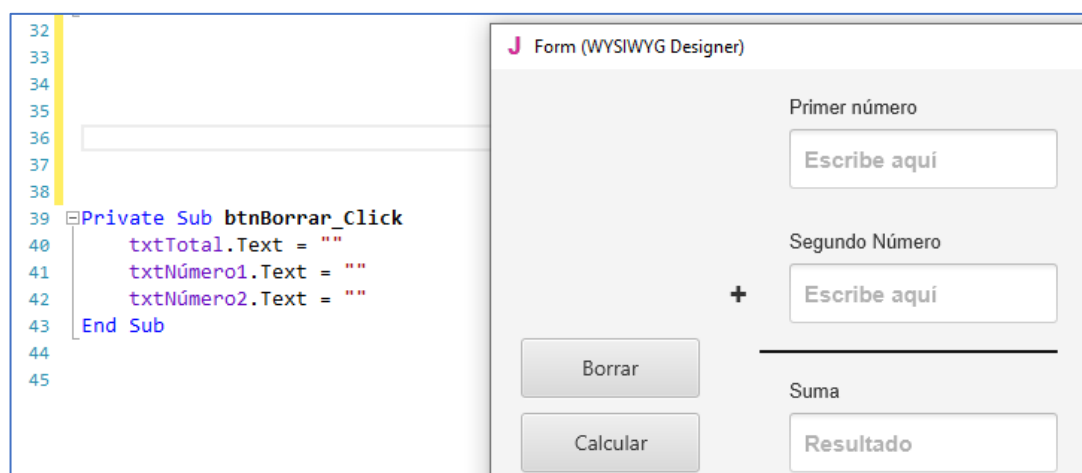 32
33
34
35
36
37
38
39 Private Sub btnBorrar_Click
40 txtTotal.Text = ""
41 txtNúmero1.Text = ""
42 txtNúmero2.Text = ""
43 End Sub
44
45
J Form (WYSIWYG Designer)
Primer número
Escribe aquí
Segundo Número
+ Escribe aquí
Borrar
Suma
Calcular
Resultado